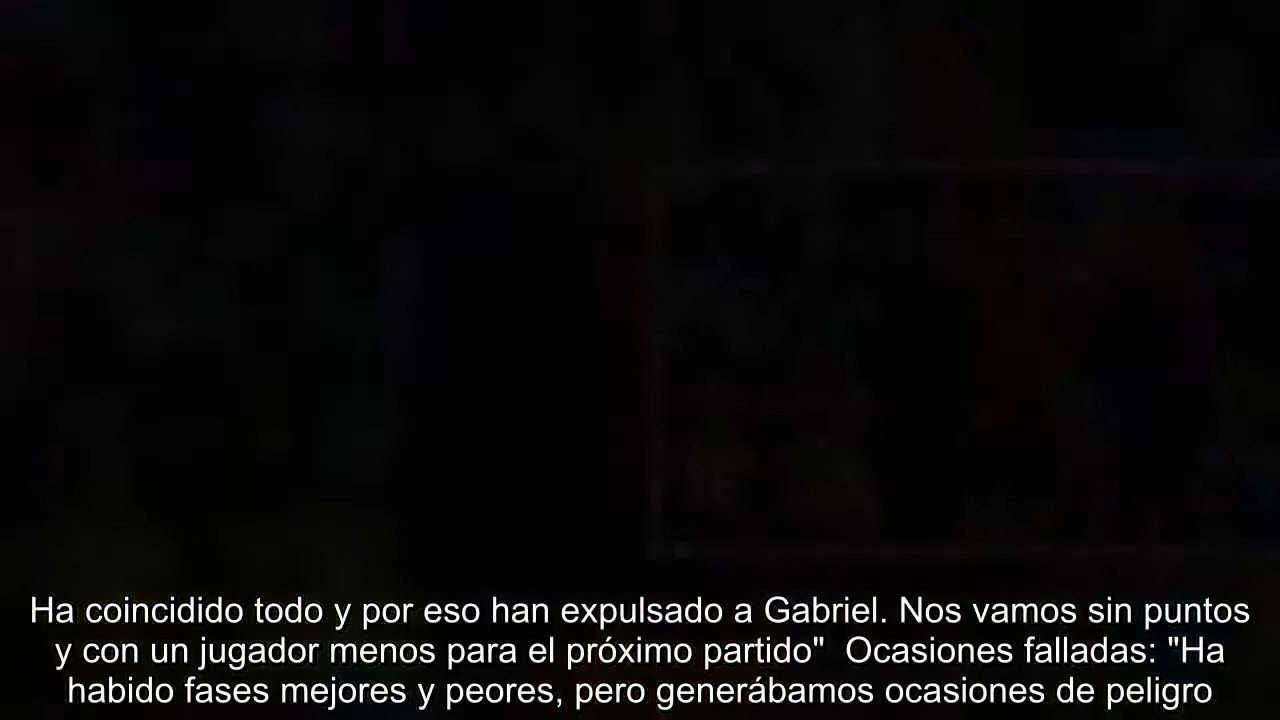 Ha coincidido todo y por eso han expulsado a Gabriel. Nos vamos sin puntos
y con un jugador menos para el próximo partido"  Ocasiones falladas: "Ha
habido fases mejores y peores, pero generábamos ocasiones de peligro